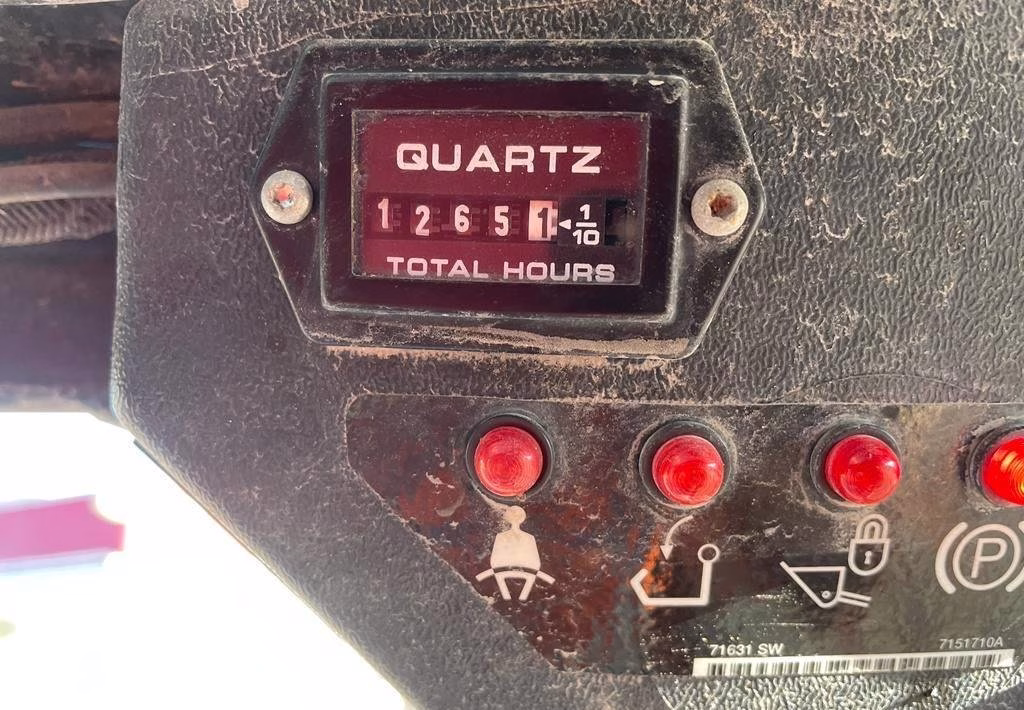 QUARTZ
1 2 6 5 1 ◄ 1/10
TOTAL HOURS
P
71631 SW 7151710A